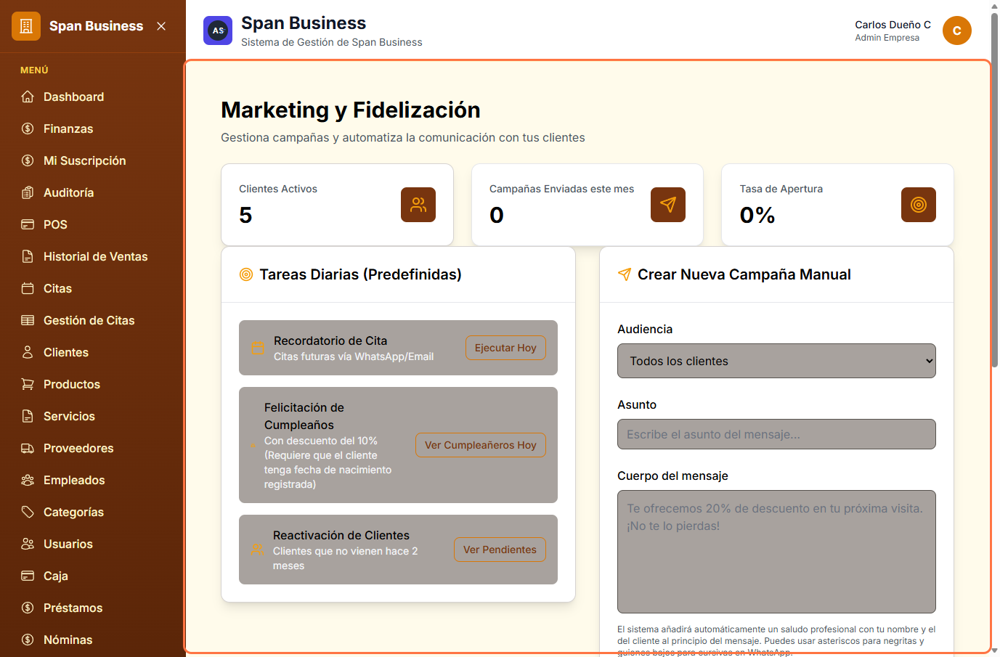 Span Business
MENÚ
Dashboard
Finanzas
Mi Suscripción
Auditoría
POS
Historial de Ventas
Citas
Gestión de Citas
Clientes
Productos
Servicios
Proveedores
Empleados
Categorías
Usuarios
Caja
Préstamos
Nóminas
AS
Span Business
Sistema de Gestión de Span Business
Carlos Dueño C
Admin Empresa
C
Marketing y Fidelización
Gestiona campañas y automatiza la comunicación con tus clientes
Clientes Activos
5
Campañas Enviadas este mes
0
Tasa de Apertura
0%
Tareas Diarias (Predefinidas)
Recordatorio de Cita
Citas futuras vía WhatsApp/Email
Ejecutar Hoy
Felicitación de
Cumpleaños
Con descuento del 10%
(Requiere que el cliente
tenga fecha de nacimiento
registrada)
Ver Cumpleañeros Hoy
Reactivación de Clientes
Clientes que no vienen hace 2
meses
Ver Pendientes
Crear Nueva Campaña Manual
Audiencia
Todos los clientes
Asunto
Escribe el asunto del mensaje...
Cuerpo del mensaje
Te ofrecemos 20% de descuento en tu próxima visita.
¡No te lo pierdas!
El sistema añadirá automáticamente un saludo profesional con tu nombre y el
del cliente al principio del mensaje. Puedes usar asteriscos para negritas y
guiones bajos para cursivas en WhatsApp.